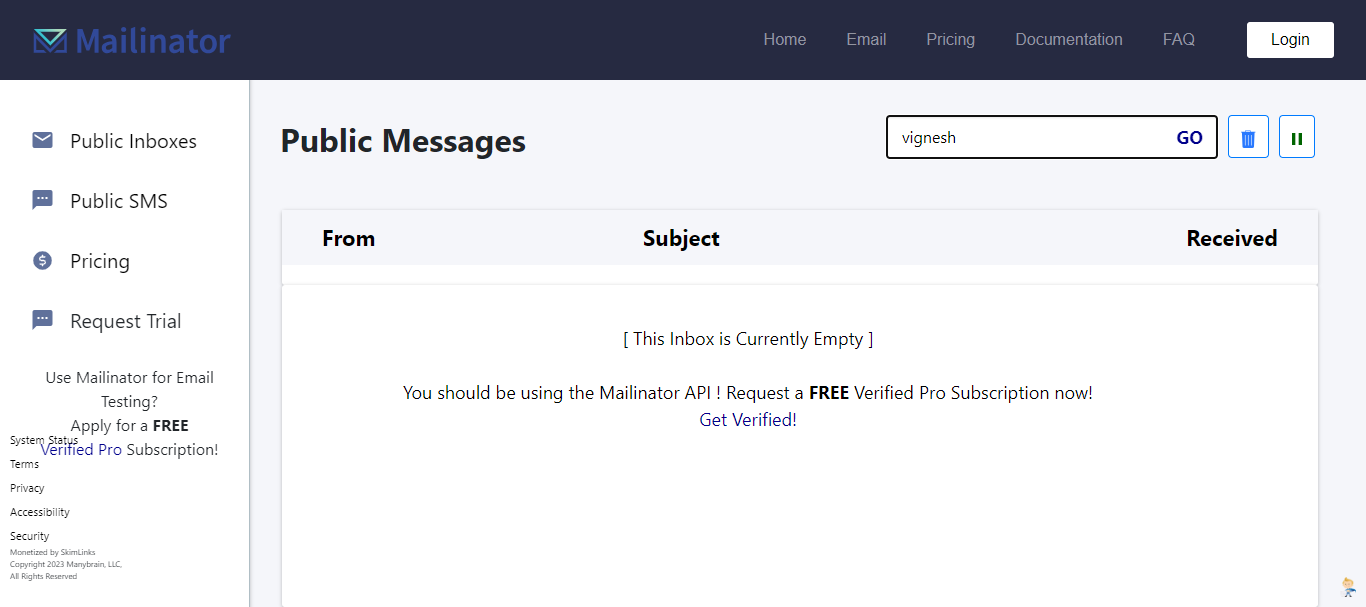 Mailinator
Home
Email
Pricing
Documentation
FAQ
Login
Public Inboxes
Public SMS
Pricing
Request Trial
Use Mailinator for Email
Testing?
Apply for a FREE
Verified Pro Subscription!
System Status
Terms
Privacy
Accessibility
Security
Monetized by SkimLinks
Copyright 2023 Manybrain, LLC,
All Rights Reserved
Public Messages
vignesh
GO
From
Subject
Received
[ This Inbox is Currently Empty ]
You should be using the Mailinator API ! Request a FREE Verified Pro Subscription now!
Get Verified!